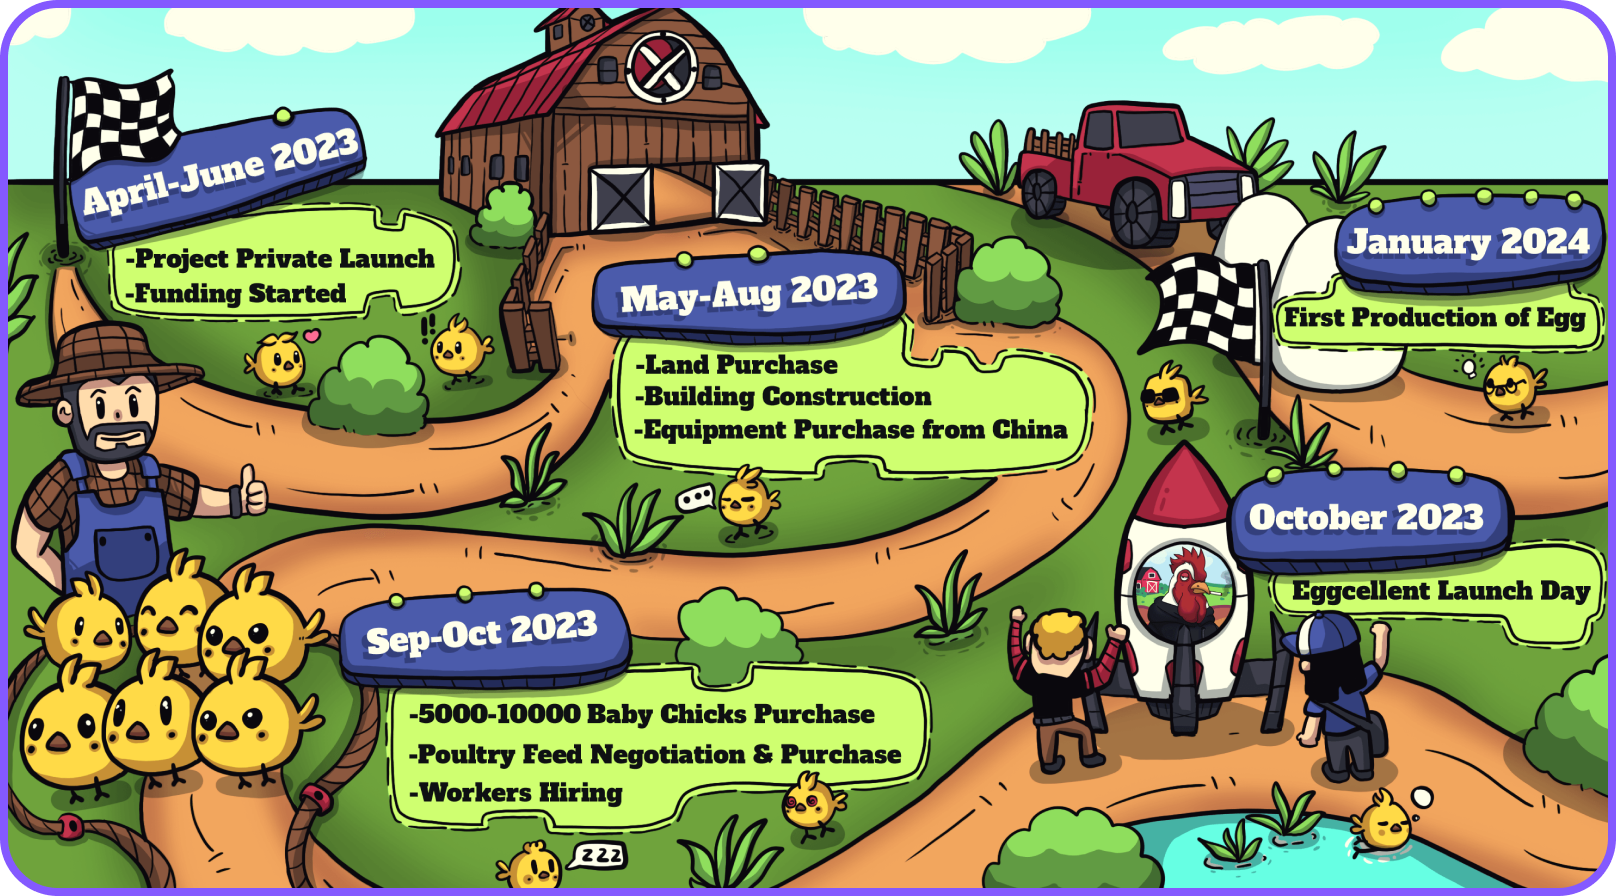 April-June 2023
-Project Private Launch
-Funding Started
!!
May-Aug 2023
-Land Purchase
-Building Construction
-Equipment Purchase from China
Sep-Oct 2023
-5000-10000 Baby Chicks Purchase
-Poultry Feed Negotiation & Purchase
-Workers Hiring
zzz
October 2023
Eggcellent Launch Day
January 2024
First Production of Egg